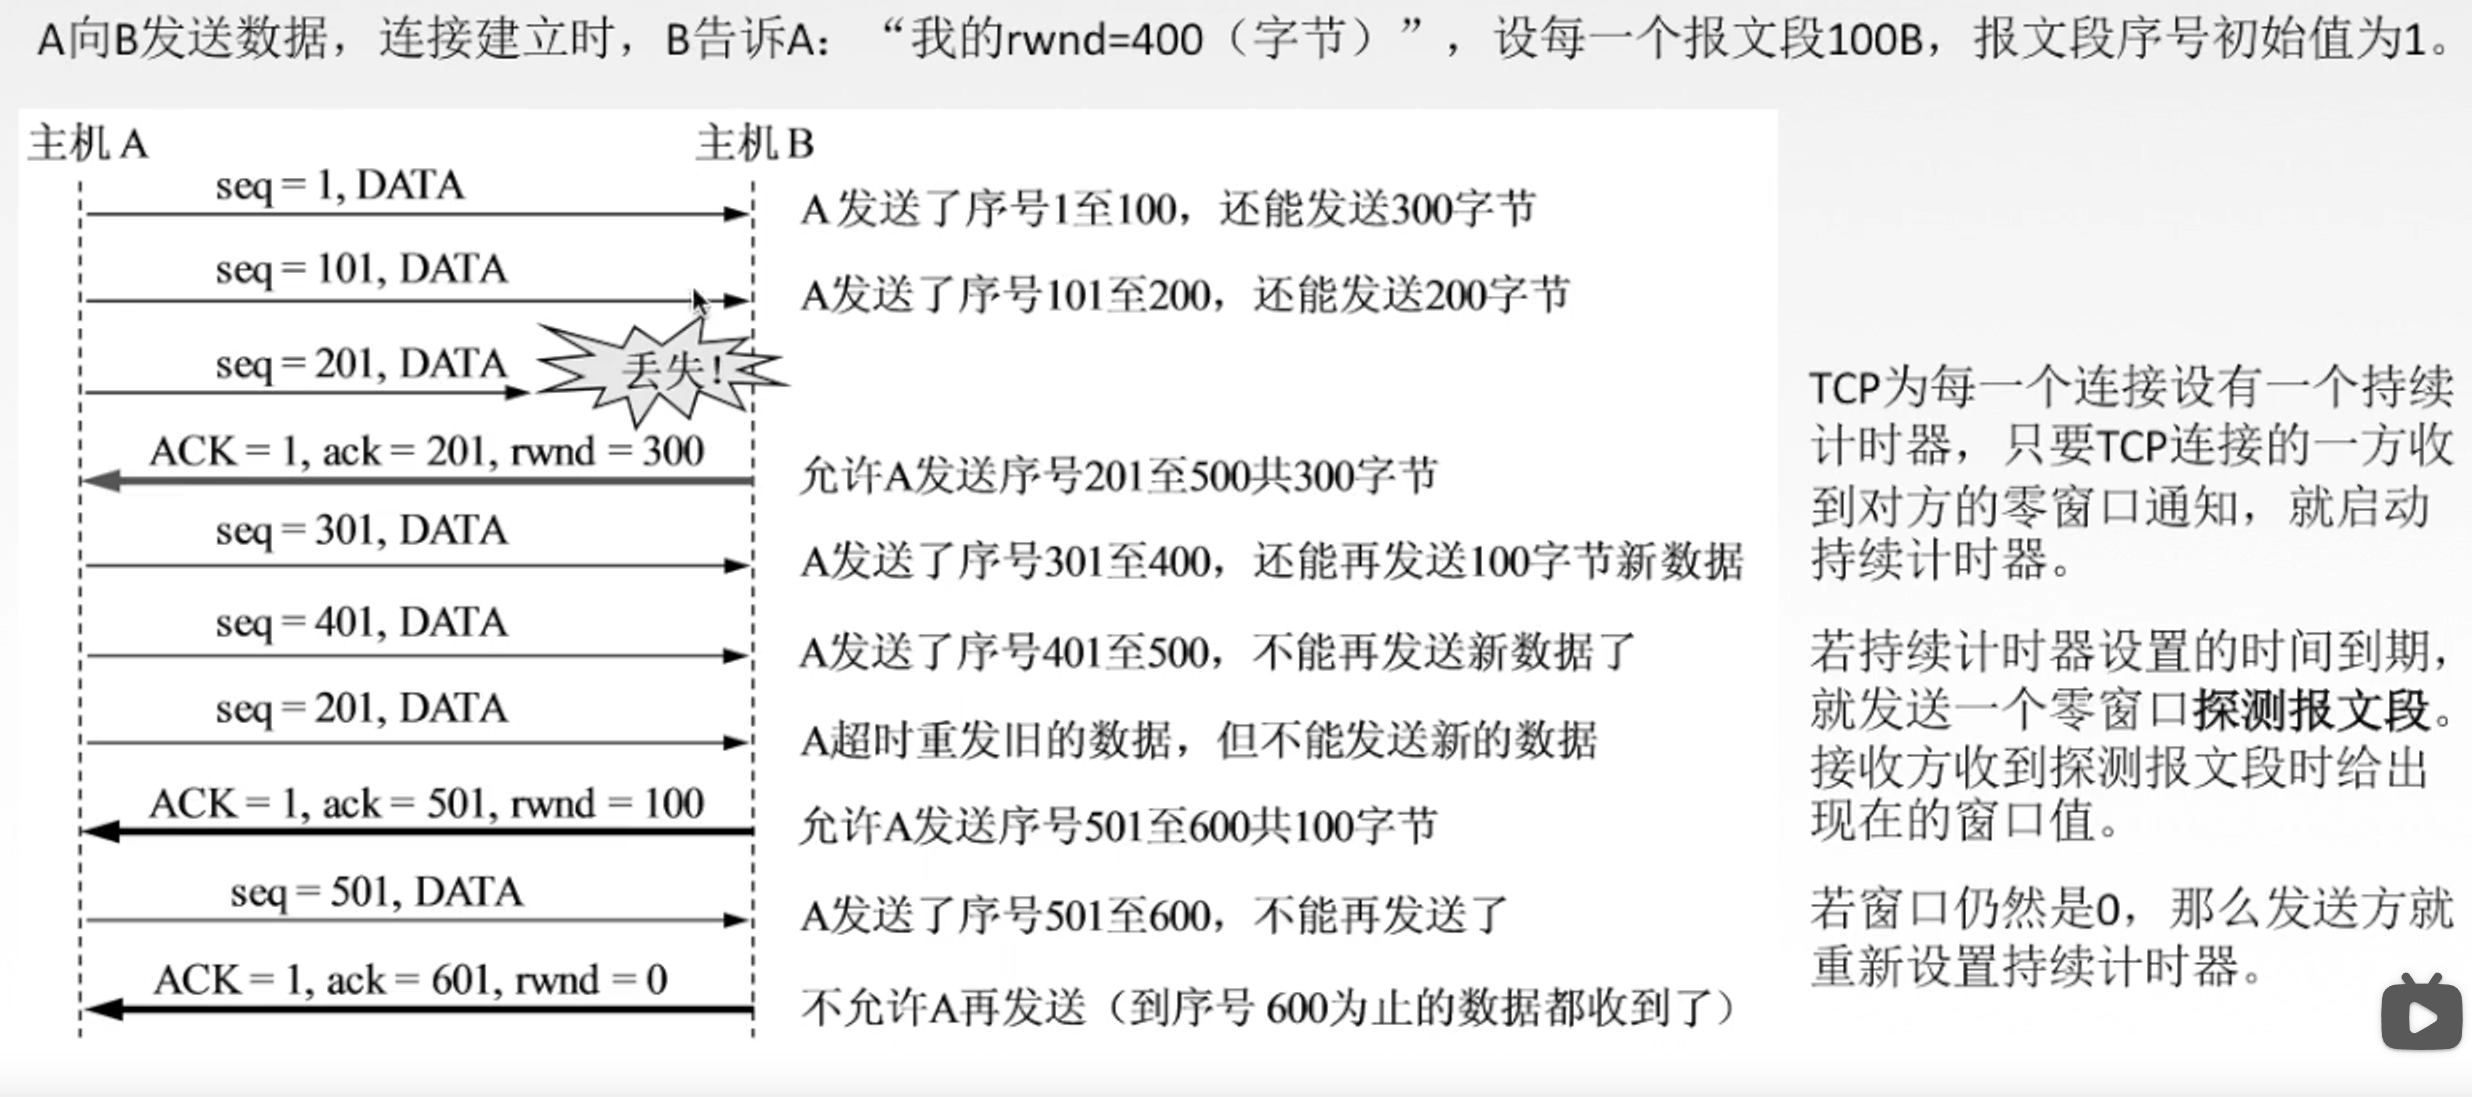 A向B发送数据，连接建立时，B告诉A：“我的rwnd=400（字节）”，设每一个报文段100B，报文段序号初始值为1。
主机A
主机B
seq = 1, DATA
A发送了序号1至100，还能发送300字节
seq = 101, DATA
A发送了序号101至200，还能发送200字节
seq = 201, DATA
丢失!
ACK = 1, ack = 201, rwnd = 300
允许A发送序号201至500共300字节
seq = 301, DATA
A发送了序号301至400，还能再发送100字节新数据
seq = 401, DATA
A发送了序号401至500，不能再发送新数据了
seq = 201, DATA
A超时重发旧的数据，但不能发送新的数据
ACK = 1, ack = 501, rwnd = 100
允许A发送序号501至600共100字节
seq = 501, DATA
A发送了序号501至600，不能再发送了
ACK = 1, ack = 601, rwnd = 0
不允许A再发送（到序号 600为止的数据都收到了）
TCP为每一个连接设有一个持续
计时器，只要TCP连接的一方收
到对方的零窗口通知，就启动
持续计时器。
若持续计时器设置的时间到期，
就发送一个零窗口探测报文段。
接收方收到探测报文段时给出
现在的窗口值。
若窗口仍然是0，那么发送方就
重新设置持续计时器。